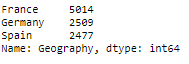 France     5014
Germany    2509
Spain      2477
Name: Geography, dtype: int64